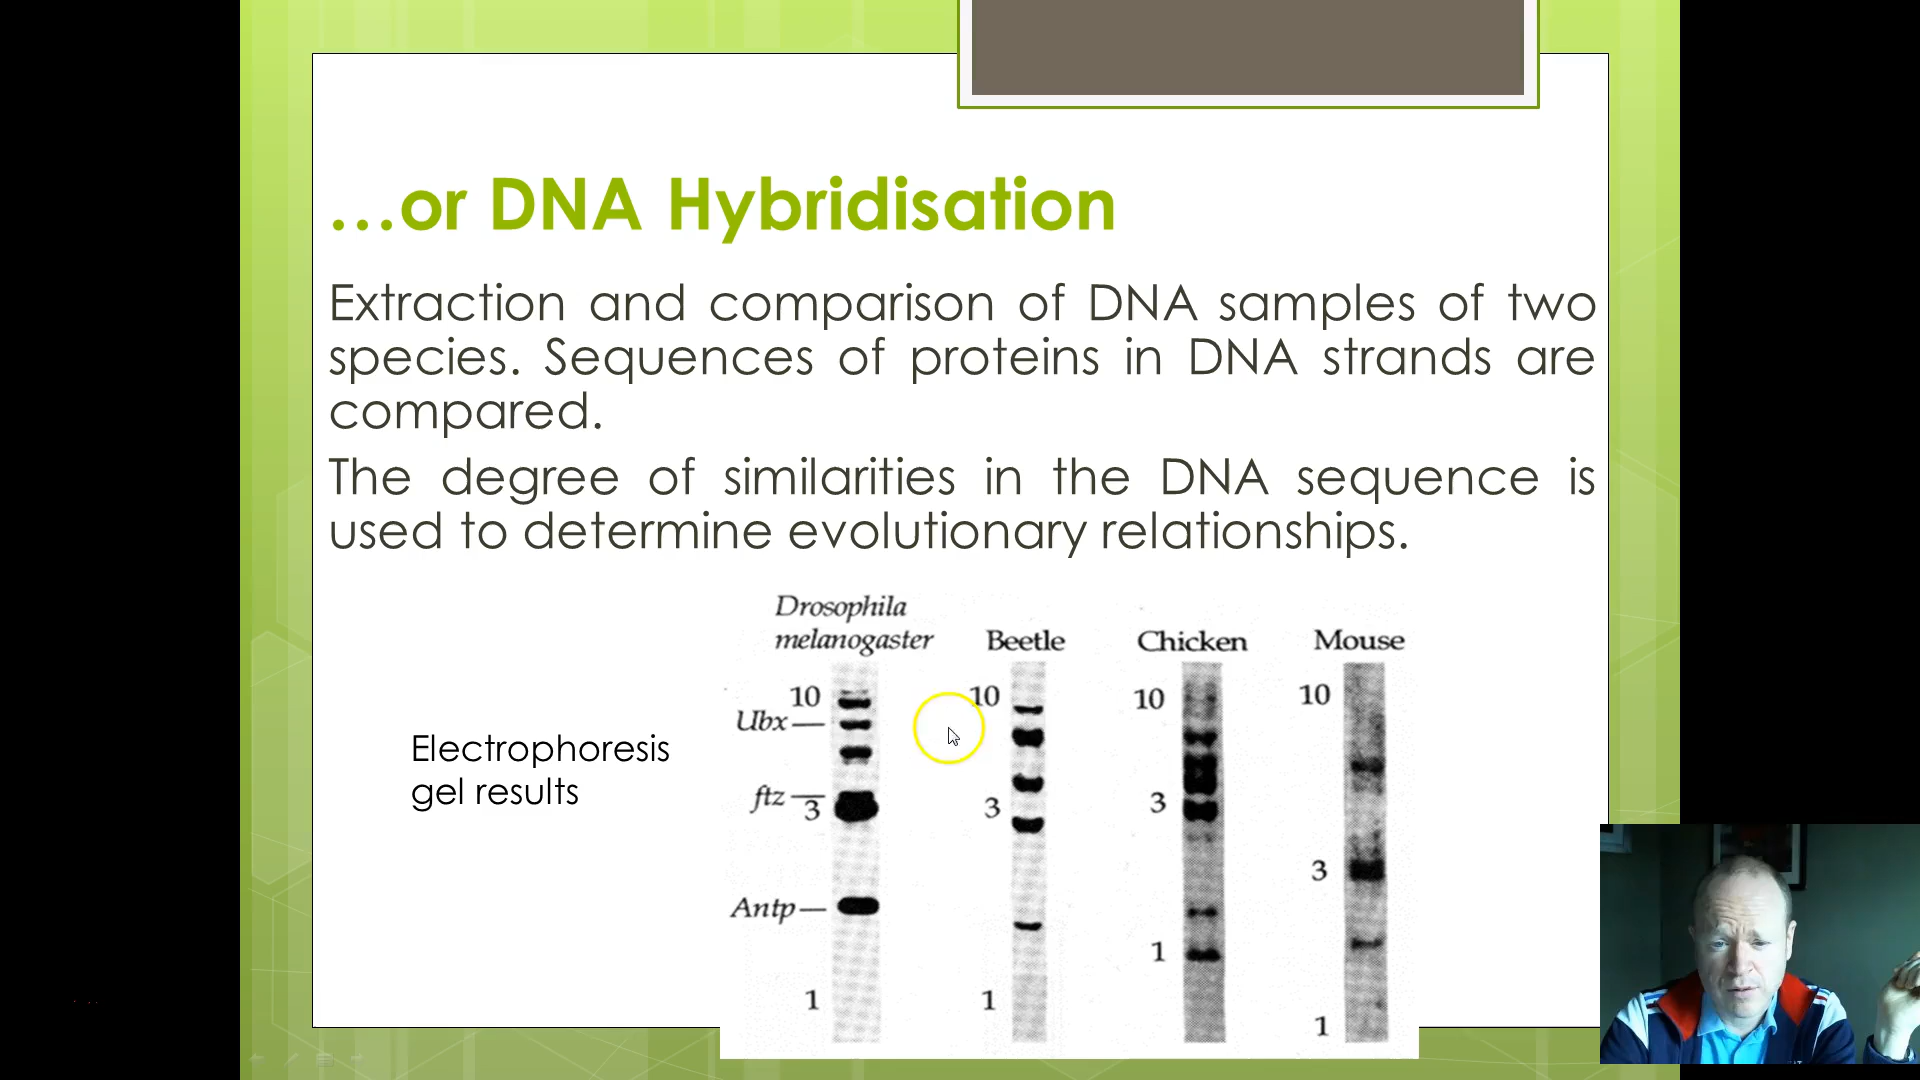 …or DNA Hybridisation
Extraction and comparison of DNA samples of two
species. Sequences of proteins in DNA strands are
compared.
The degree of similarities in the DNA sequence is
used to determine evolutionary relationships.
Electrophoresis
gel results
Drosophila
melanogaster
Beetle
Chicken
Mouse
10
Ubx
ftz
3
Antp
1
10
3
1
10
3
1
10
3
1